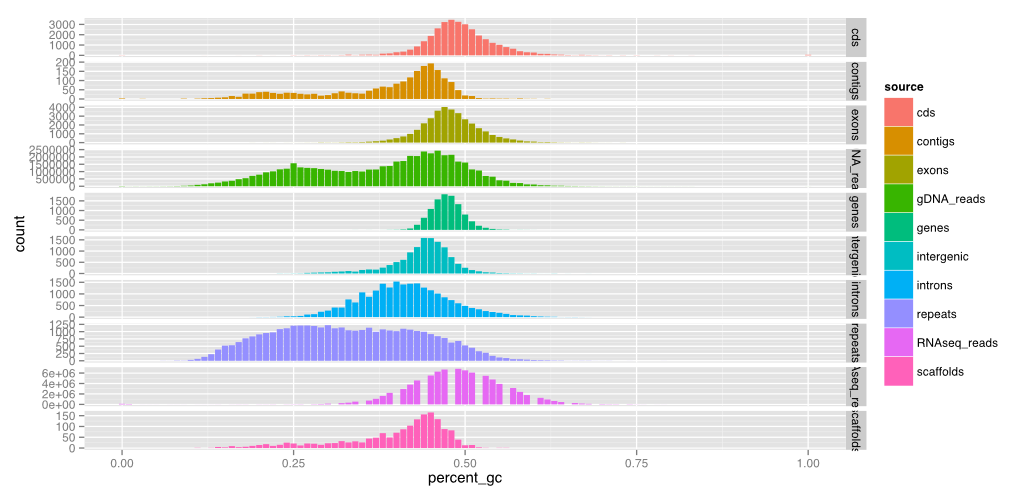 count
3000
2000
1000
0
cds
200
150
100
50
0
contigs
4000
3000
2000
1000
0
exons
2500000
2000000
1500000
1000000
500000
0
NA_rea
1500
1000
500
0
genes
1500
1000
500
0
ntergeni
1500
1000
500
0
introns
1250
1000
750
500
250
0
repeats
6e+06
4e+06
2e+06
0e+00
Aseq_re
150
100
50
0
scaffolds
0.00 0.25 0.50 0.75 1.00
percent_gc
source
cds
contigs
exons
gDNA_reads
genes
intergenic
introns
repeats
RNAseq_reads
scaffolds